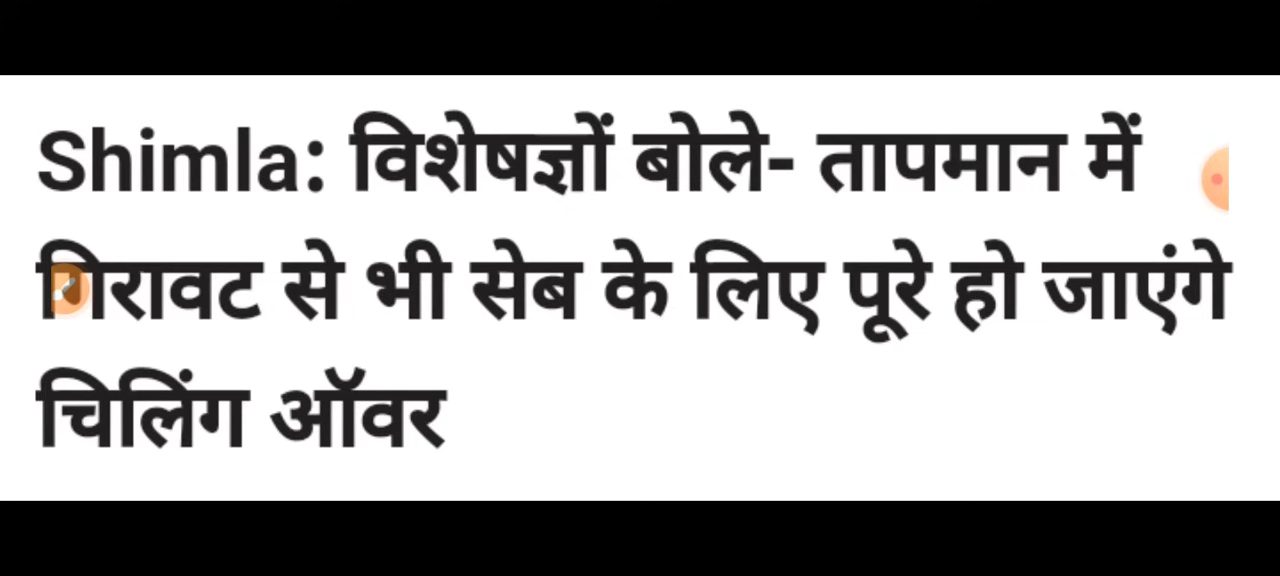 Shimla: विशेषज्ञों बोले- तापमान में
गिरावट से भी सेब के लिए पूरे हो जाएंगे
चिलिंग ऑवर